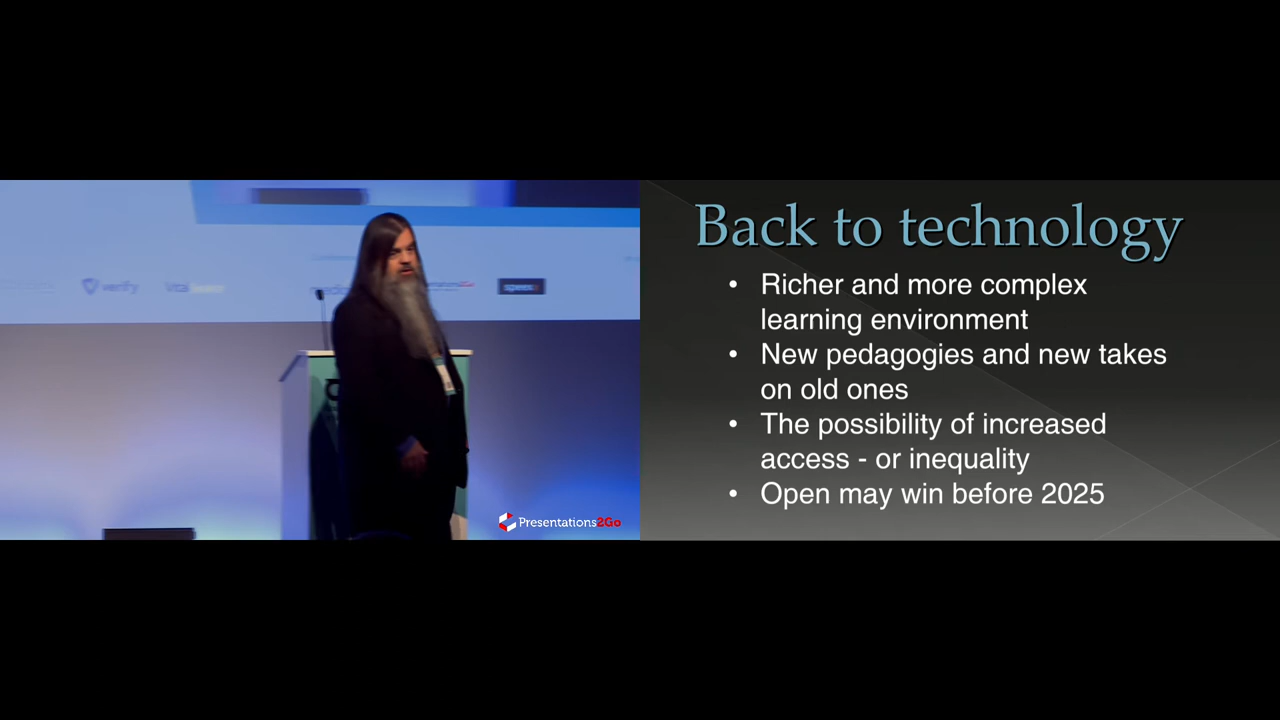 verify
Presentations2Go
Back to technology
• Richer and more complex
learning environment
• New pedagogies and new takes
on old ones
• The possibility of increased
access - or inequality
• Open may win before 2025